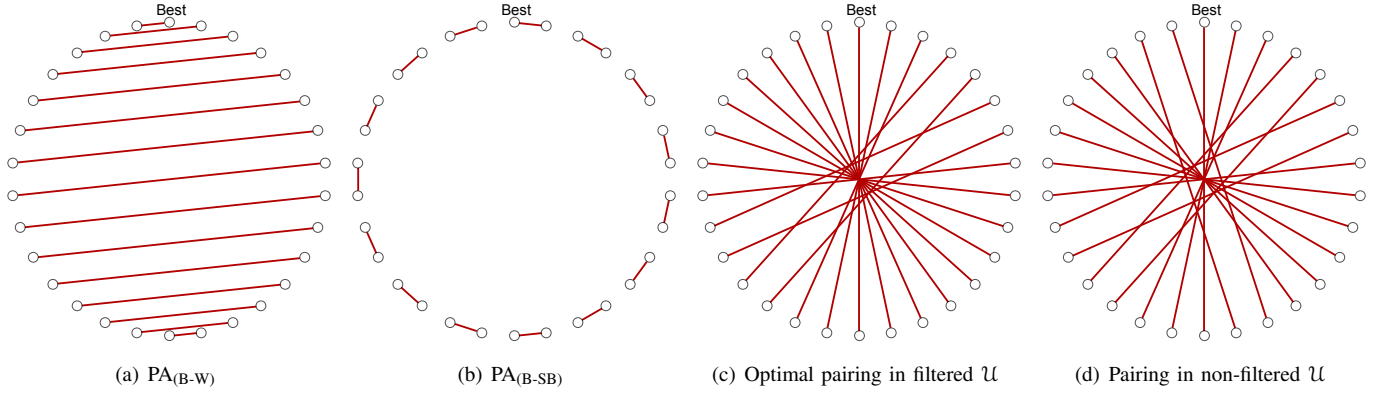 Best
Best
Best
Best
(a) PA(B-W)
(b) PA(B-SB)
(c) Optimal pairing in filtered 𝒰
(d) Pairing in non-filtered 𝒰